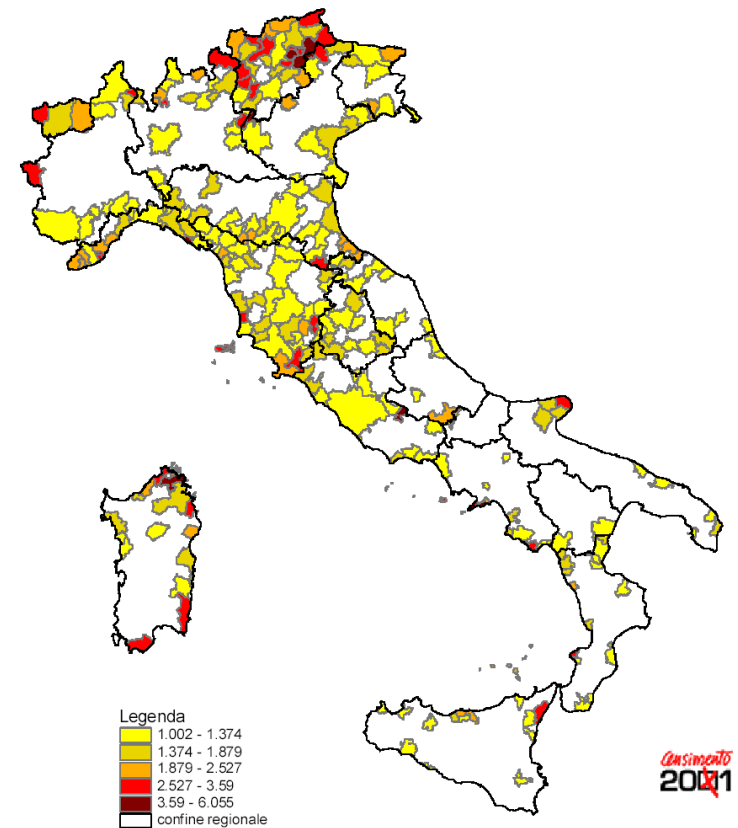 Legenda
1.002 - 1.374
1.374 - 1.879
1.879 - 2.527
2.527 - 3.59
3.59 - 6.055
confine regionale
Censimento
2001